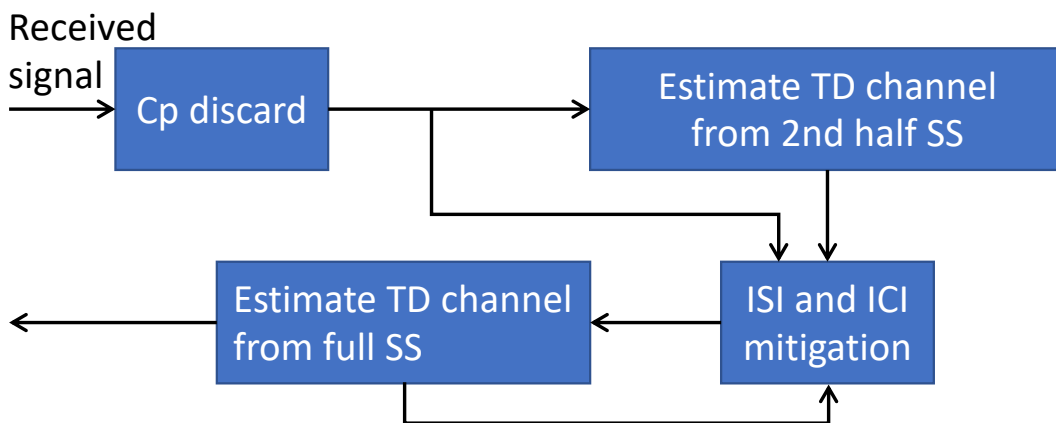 Received
signal
Cp discard
Estimate TD channel
from 2nd half SS
Estimate TD channel
from full SS
ISI and ICI
mitigation